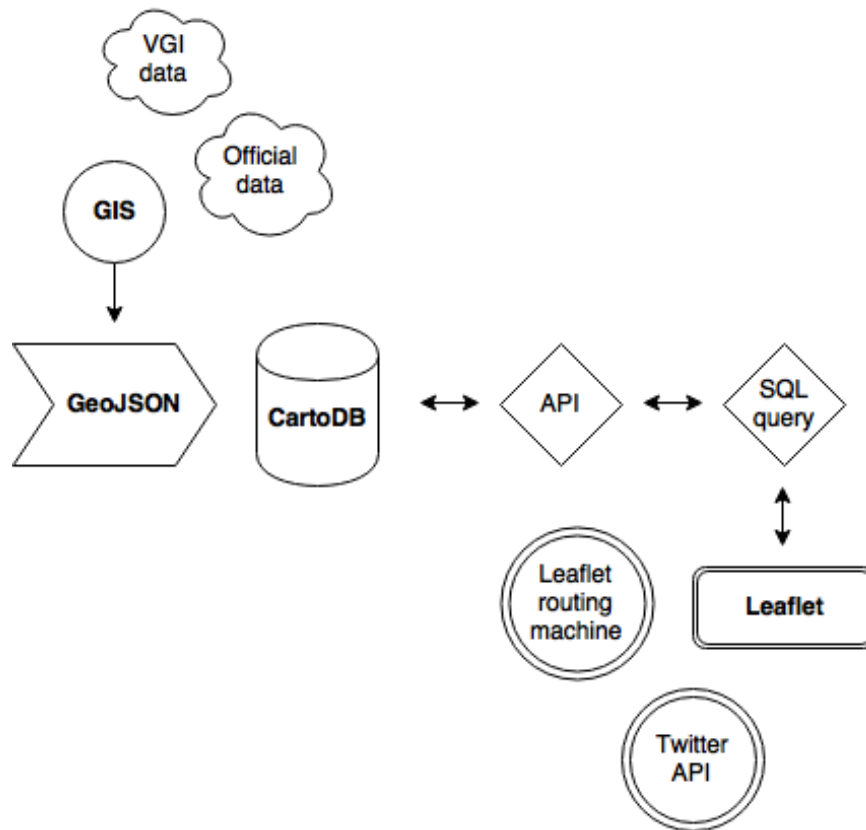 VGI
data
Official
data
GIS
GeoJSON
CartoDB
API
SQL
query
Leaflet
routing
machine
Leaflet
Twitter
API